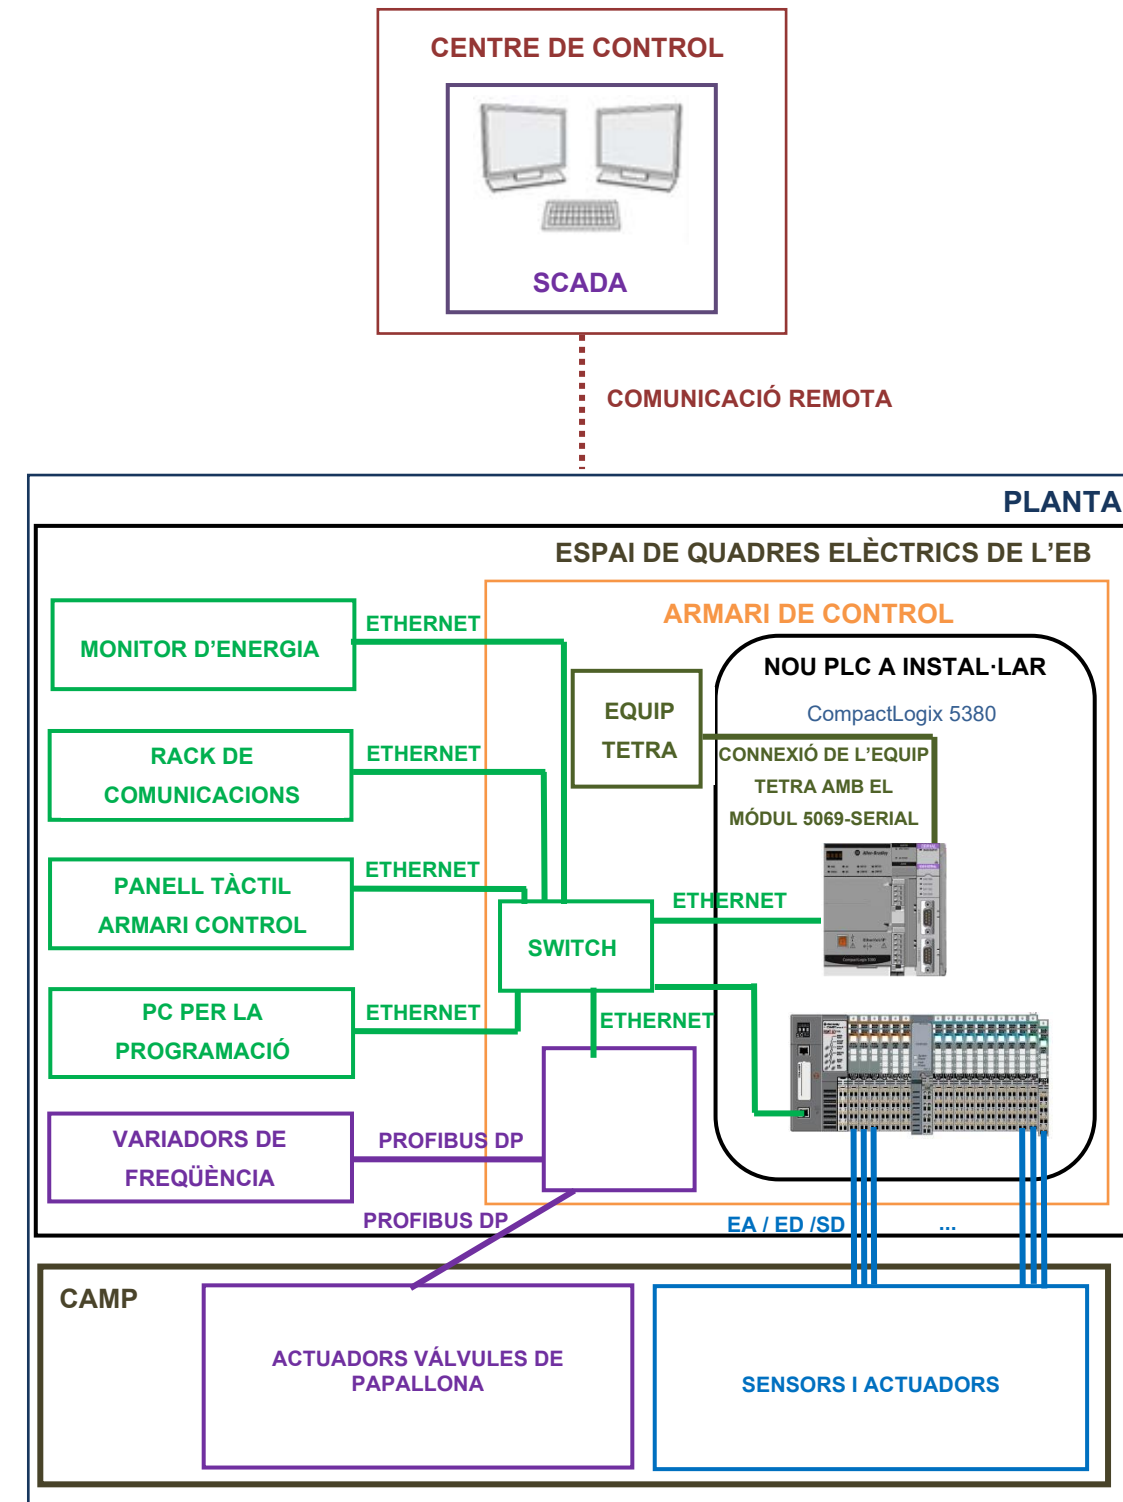 CENTRE DE CONTROL
SCADA
COMUNICACIÓ REMOTA
PLANTA
ESPAI DE QUADRES ELÈCTRICS DE L'EB
ETHERNET
MONITOR D'ENERGIA
ARMARI DE CONTROL
NOU PLC A INSTAL·LAR
CompactLogix 5380
EQUIP
TETRA
CONNEXIÓ DE L'EQUIP
TETRA AMB EL
MÓDUL 5069-SERIAL
ETHERNET
RACK DE
COMUNICACIONS
ETHERNET
PANELL TÀCTIL
ARMARI CONTROL
ETHERNET
SWITCH
ETHERNET
PC PER LA
PROGRAMACIÓ
ETHERNET
VARIADORS DE
FREQÜÈNCIA
PROFIBUS DP
PROFIBUS DP
EA / ED /SD
...
CAMP
ACTUADORS VÁLVULES DE
PAPALLONA
SENSORS I ACTUADORS